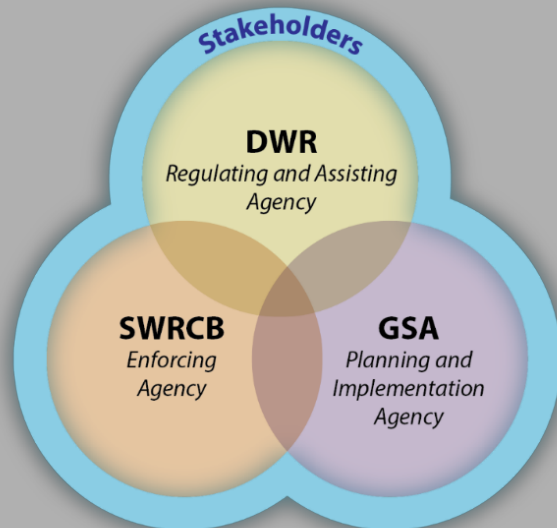 Stakeholders
DWR
Regulating and Assisting
Agency
SWRCB
Enforcing
Agency
GSA
Planning and
Implementation
Agency